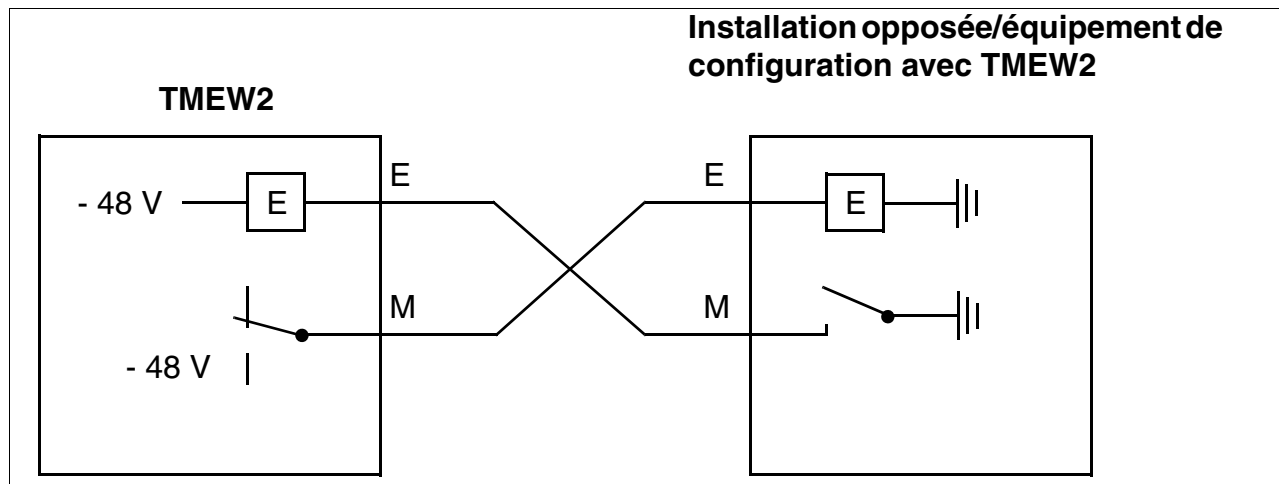 Installation opposée/équipement de
configuration avec TMEW2
TMEW2
E
E
- 48 V
E
E
M
M
- 48 V